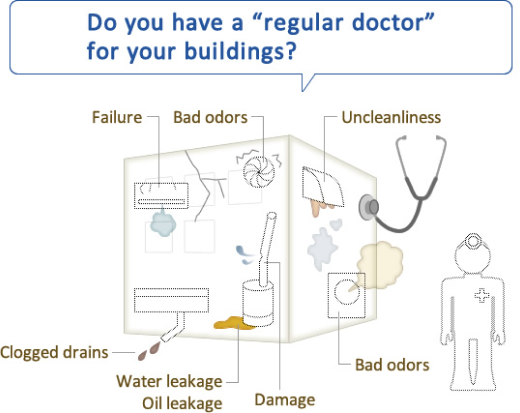 Do you have a “regular doctor”
for your buildings?
Failure
Bad odors
Uncleanliness
Clogged drains
Water leakage
Oil leakage
Damage
Bad odors